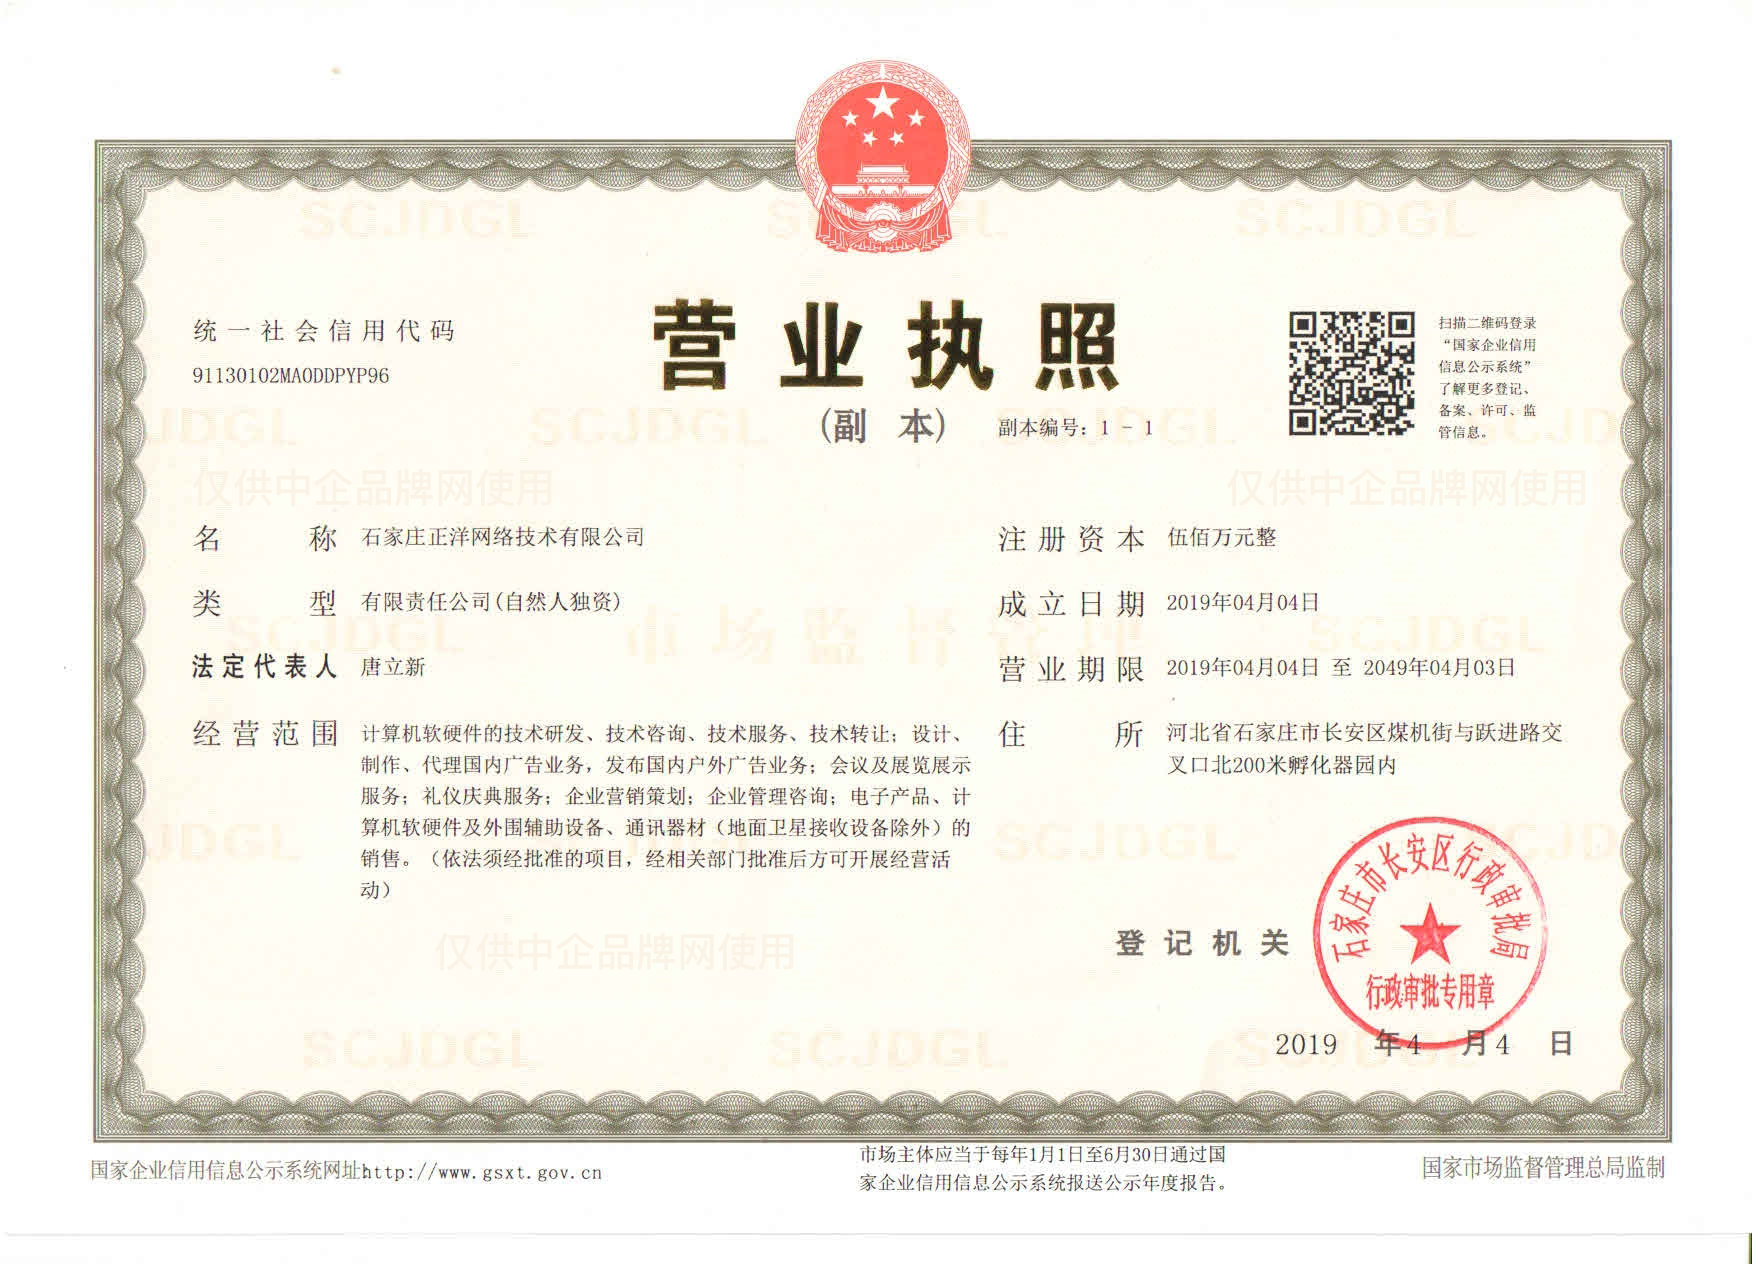 营业执照
(副 本) 副本编号：1 - 1
统一社会信用代码
91130102MA0DDPYP96
扫描二维码登录
“国家企业信用
信息公示系统”
了解更多登记、
备案、许可、监
管信息。
名 称 石家庄正洋网络技术有限公司
类 型 有限责任公司(自然人独资)
法定代表人 唐立新
经营范围 计算机软硬件的技术研发、技术咨询、技术服务、技术转让；设计、
制作、代理国内广告业务，发布国内户外广告业务；会议及展览展示
服务；礼仪庆典服务；企业营销策划；企业管理咨询；电子产品、计
算机软硬件及外围辅助设备、通讯器材（地面卫星接收设备除外）的
销售。（依法须经批准的项目，经相关部门批准后方可开展经营活
动）
注册资本 伍佰万元整
成立日期 2019年04月04日
营业期限 2019年04月04日 至 2049年04月03日
住 所 河北省石家庄市长安区煤机街与跃进路交
叉口北200米孵化器园内
登记机关
石家庄市长安区行政审批局
行政审批专用章
2019 年 4 月 4 日
国家企业信用信息公示系统网址:http://www.gsxt.gov.cn
市场主体应当于每年1月1日至6月30日通过国
家企业信用信息公示系统报送公示年度报告。
国家市场监督管理总局监制
仅供中企品牌网使用
仅供中企品牌网使用
仅供中企品牌网使用
SCJDGL
市场监督管理